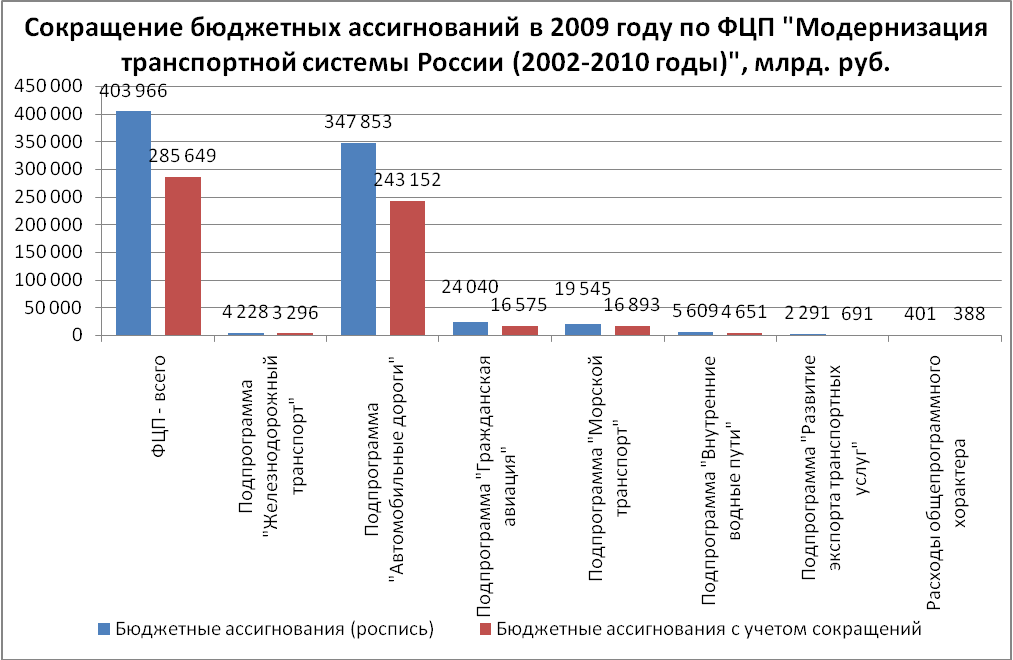 Сокращение бюджетных ассигнований в 2009 году по ФЦП "Модернизация
транспортной системы России (2002-2010 годы)", млрд. руб.
450 000
400 000
350 000
300 000
250 000
200 000
150 000
100 000
50 000
0
403 966
285 649
4 228
3 296
347 853
243 152
24 040
16 575
19 545
16 893
5 609
4 651
2 291
691
401
388
ФЦП - всего
Подпрограмма
"Железнодорожный
транспорт"
Подпрограмма
"Автомобильные дороги"
Подпрограмма "Гражданская
авиация"
Подпрограмма "Морской
транспорт"
Подпрограмма "Внутренние
водные пути"
Подпрограмма "Развитие
экспорта транспортных
услуг"
Расходы общепрограммного
хорактера
Бюджетные ассигнования (роспись)
Бюджетные ассигнования с учетом сокращений